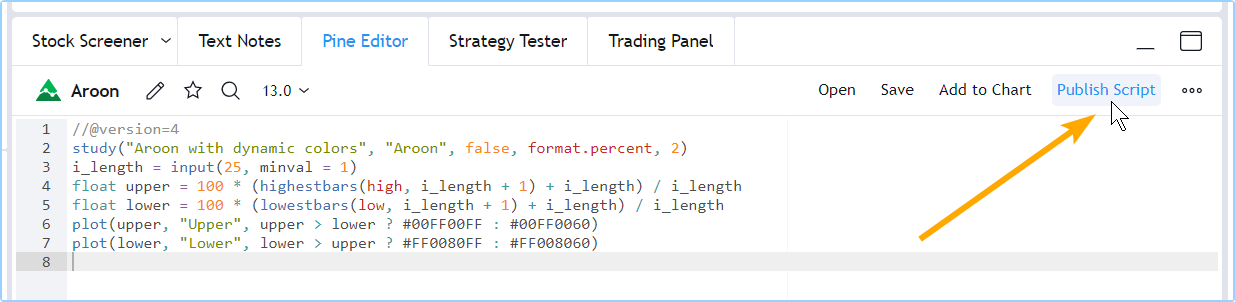 Stock Screener Text Notes Pine Editor Strategy Tester Trading Panel
Aroon 13.0 Open Save Add to Chart Publish Script
1 //@version=4
2 study("Aroon with dynamic colors", "Aroon", false, format.percent, 2)
3 i_length = input(25, minval = 1)
4 float upper = 100 * (highestbars(high, i_length + 1) + i_length) / i_length
5 float lower = 100 * (lowestbars(low, i_length + 1) + i_length) / i_length
6 plot(upper, "Upper", upper > lower ? #00FF00FF : #00FF0060)
7 plot(lower, "Lower", lower > upper ? #FF0080FF : #FF008060)
8